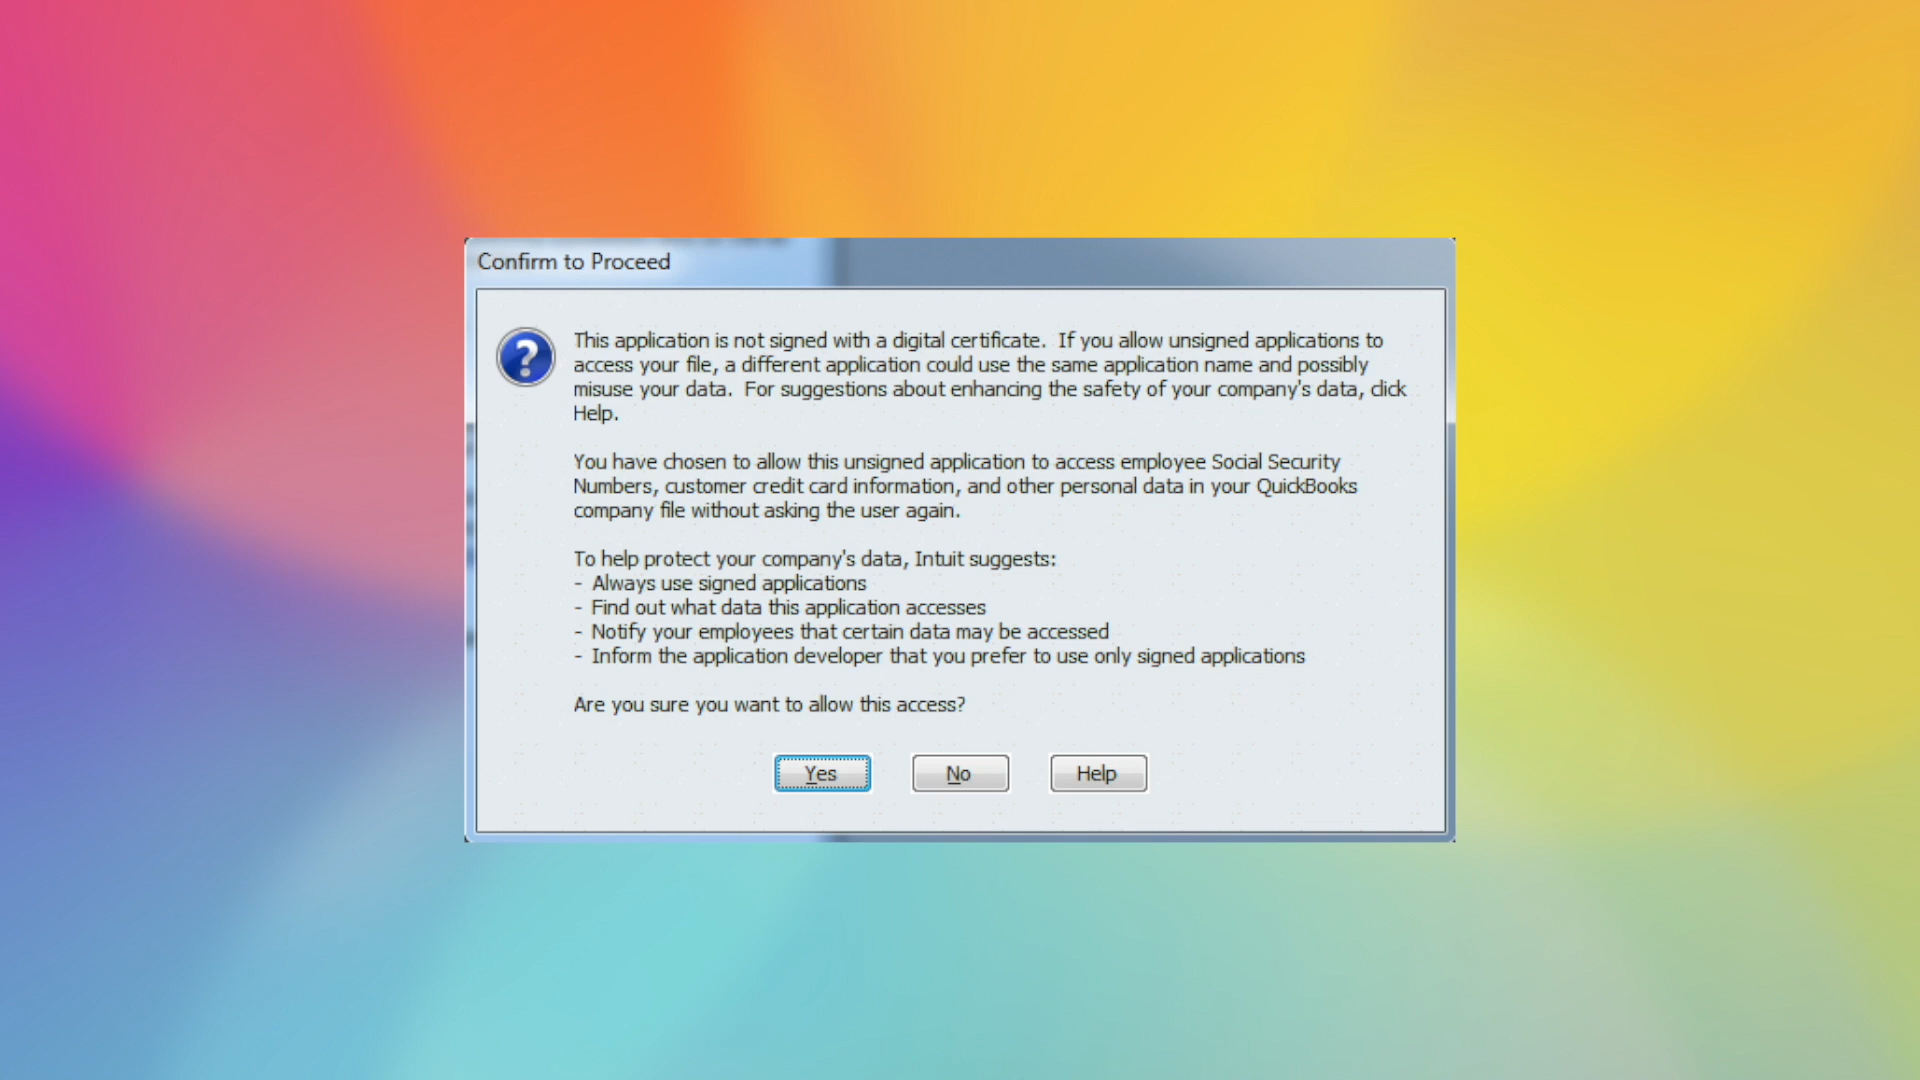 Confirm to Proceed
This application is not signed with a digital certificate.  If you allow unsigned applications to
access your file, a different application could use the same application name and possibly
misuse your data.  For suggestions about enhancing the safety of your company's data, click
Help.
You have chosen to allow this unsigned application to access employee Social Security
Numbers, customer credit card information, and other personal data in your QuickBooks
company file without asking the user again.
To help protect your company's data, Intuit suggests:
- Always use signed applications
- Find out what data this application accesses
- Notify your employees that certain data may be accessed
- Inform the application developer that you prefer to use only signed applications
Are you sure you want to allow this access?
Yes No Help